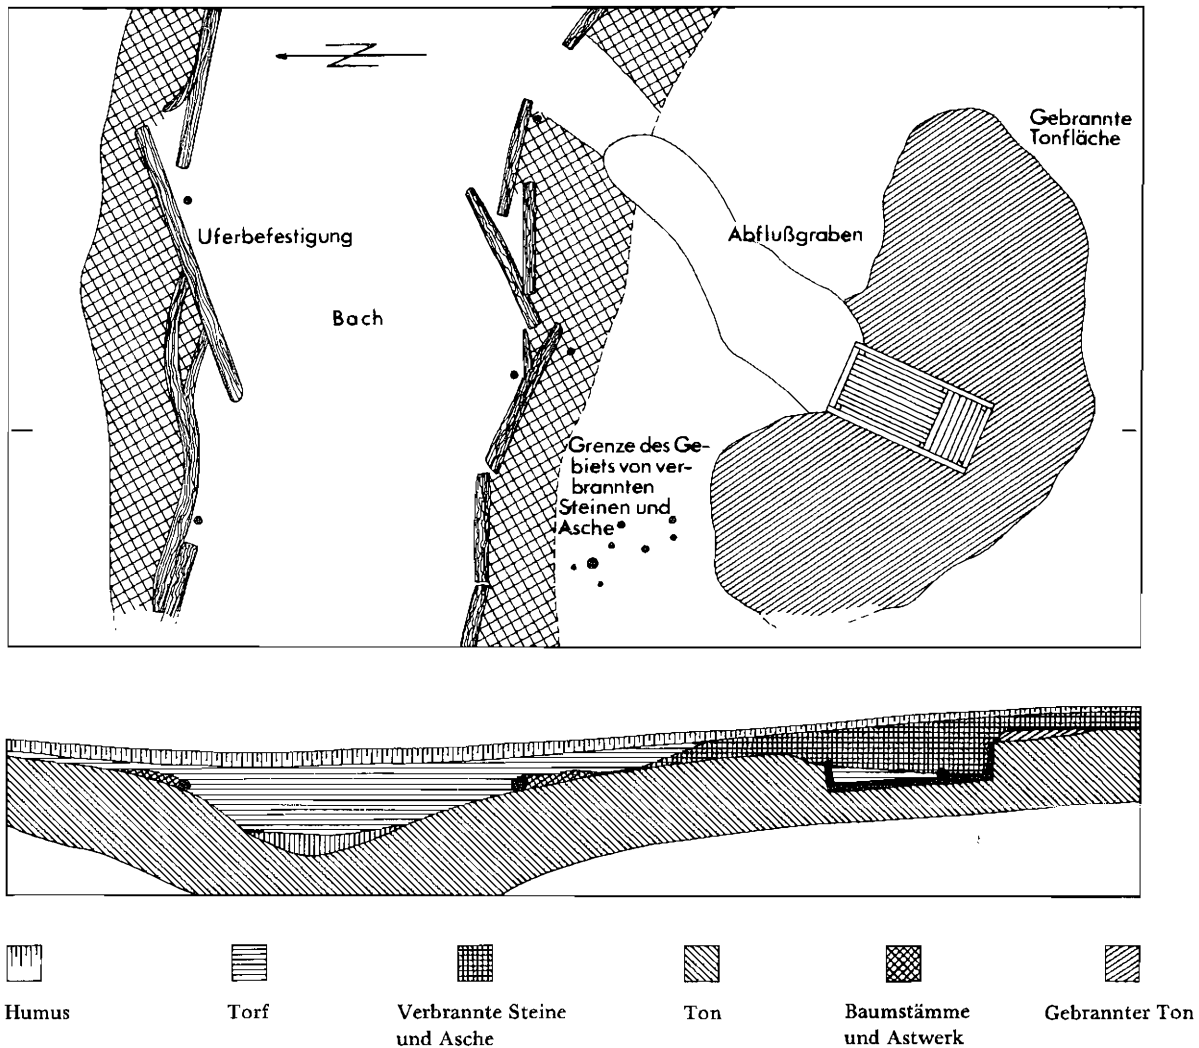 Gebrannte
Tonfläche
Uferbefestigung
Abflußgraben
Bach
Grenze des Ge-
biets von ver-
brannten
Steinen und
Asche
Humus
Torf
Verbrannte Steine
und Asche
Ton
Baumstämme
und Astwerk
Gebrannter Ton